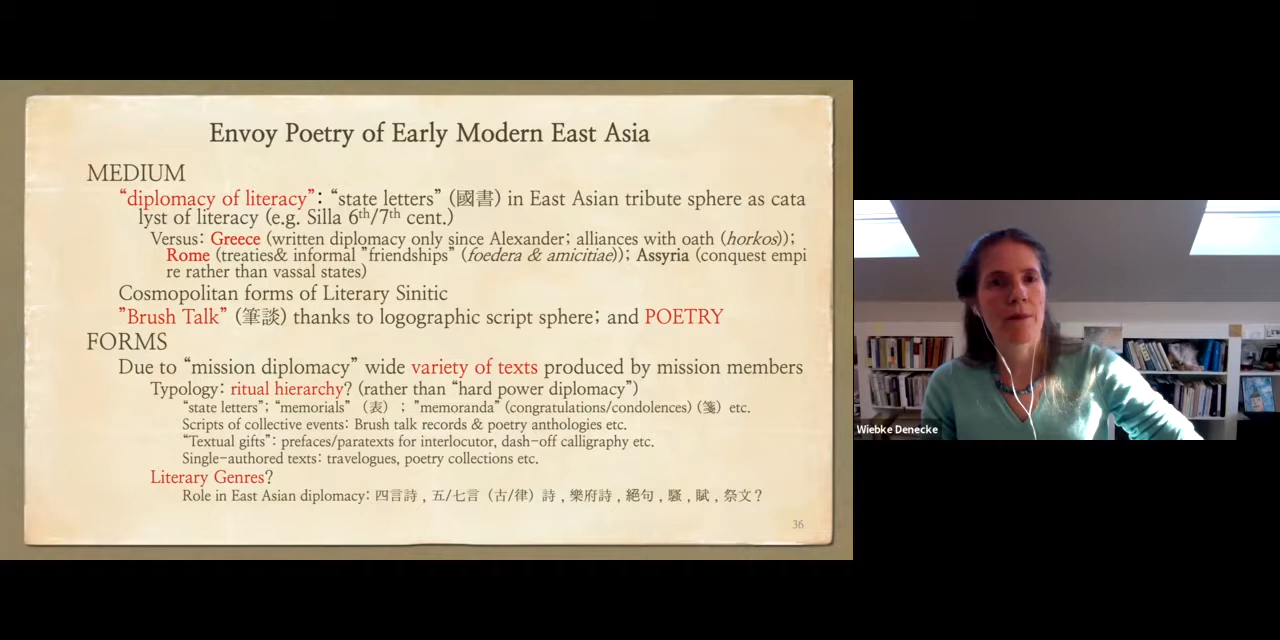 Envoy Poetry of Early Modern East Asia
MEDIUM
“diplomacy of literacy”: “state letters” (國書) in East Asian tribute sphere as cata
lyst of literacy (e.g. Silla 6th/7th cent.)
Versus: Greece (written diplomacy only since Alexander; alliances with oath (horkos));
Rome (treaties& informal ”friendships” (foedera & amicitiae)); Assyria (conquest empi
re rather than vassal states)
Cosmopolitan forms of Literary Sinitic
”Brush Talk” (筆談) thanks to logographic script sphere; and POETRY
FORMS
Due to “mission diplomacy” wide variety of texts produced by mission members
Typology: ritual hierarchy? (rather than “hard power diplomacy”)
“state letters”; “memorials” （表）; ”memoranda” (congratulations/condolences) (箋) etc.
Scripts of collective events: Brush talk records & poetry anthologies etc.
“Textual gifts”: prefaces/paratexts for interlocutor, dash-off calligraphy etc.
Single-authored texts: travelogues, poetry collections etc.
Literary Genres?
Role in East Asian diplomacy: 四言詩 , 五/七言（古/律）詩 , 樂府詩 , 絕句 , 騷 , 賦 , 祭文 ?
36
Wiebke Denecke